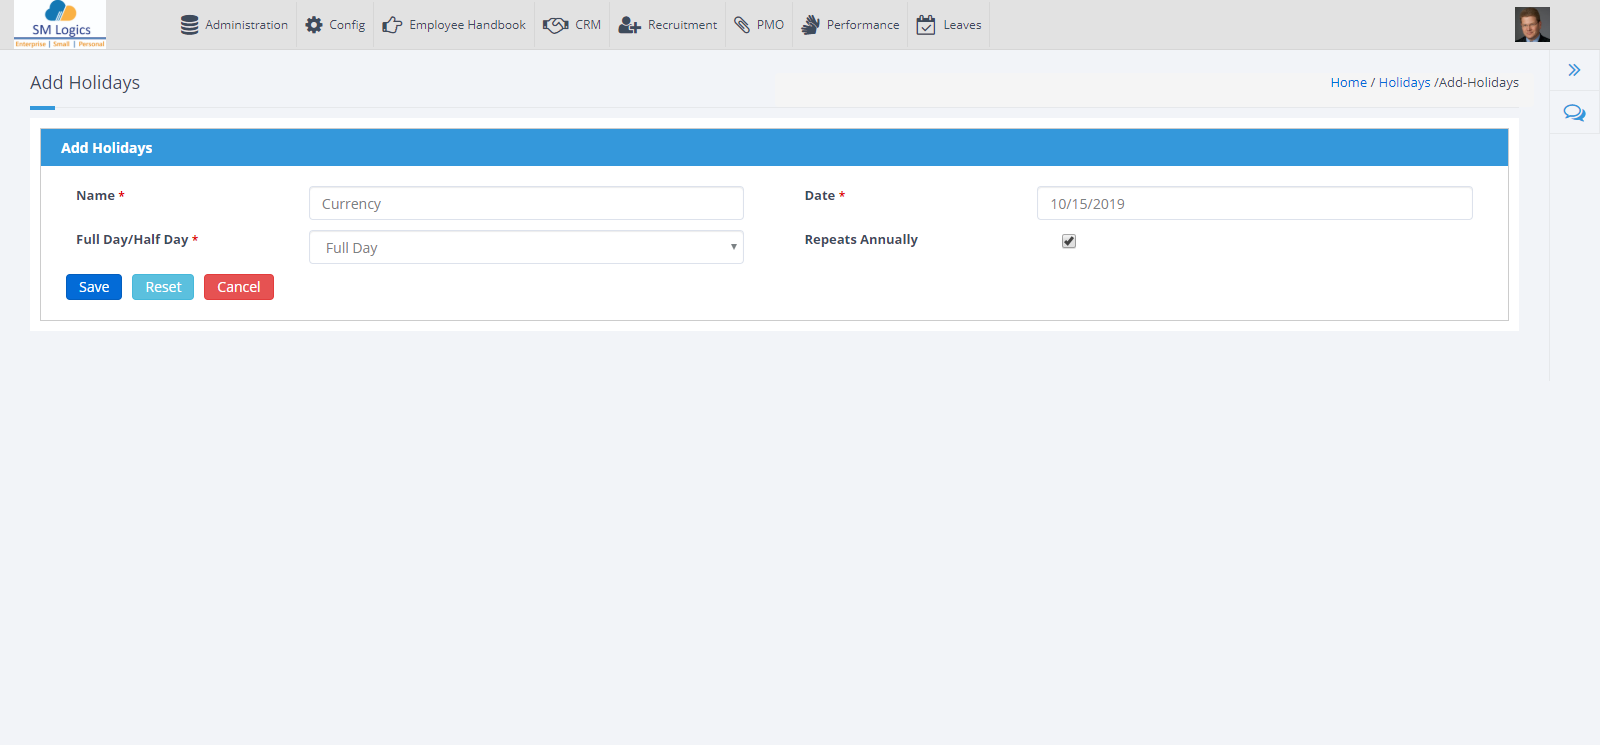 SM Logics
Enterprise | Small | Personal
Administration Config Employee Handbook CRM Recruitment PMO Performance Leaves
Add Holidays
Home / Holidays /Add-Holidays
Add Holidays
Name * Currency Date * 10/15/2019
Full Day/Half Day * Full Day Repeats Annually
Save Reset Cancel